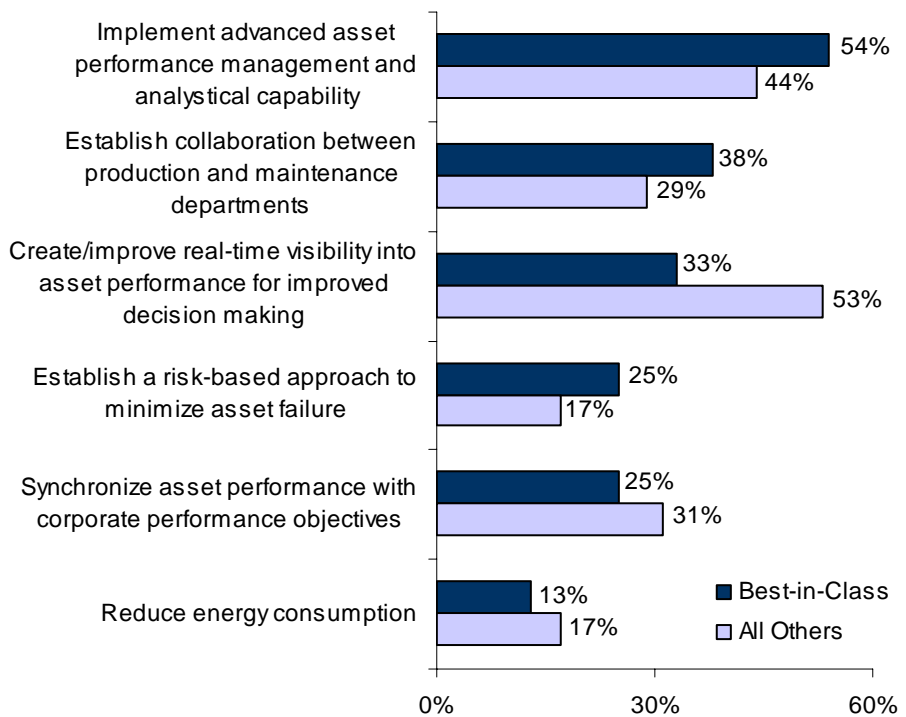 Implement advanced asset
performance management and
analystical capability
54%
44%
Establish collaboration between
production and maintenance
departments
38%
29%
Create/improve real-time visibility into
asset performance for improved
decision making
33%
53%
Establish a risk-based approach to
minimize asset failure
25%
17%
Synchronize asset performance with
corporate performance objectives
25%
31%
Reduce energy consumption
13%
17%
Best-in-Class
All Others
0%
30%
60%